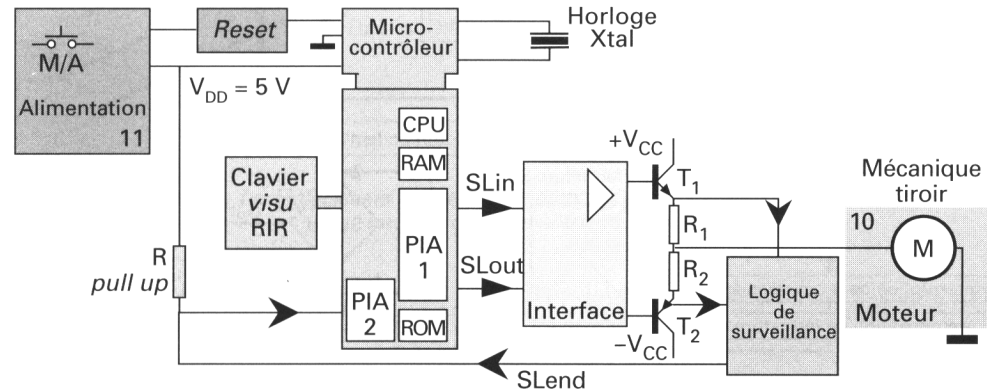 Reset
Micro-
contrôleur
Horloge
Xtal
M/A
Alimentation
11
V_DD = 5 V
CPU
RAM
Clavier
visu
RIR
PIA
1
SLin
SLout
Interface
+V_CC
T_1
R_1
R_2
T_2
–V_CC
Mécanique
tiroir
10
M
Moteur
Logique
de
surveillance
R
pull up
PIA
2
ROM
SLend